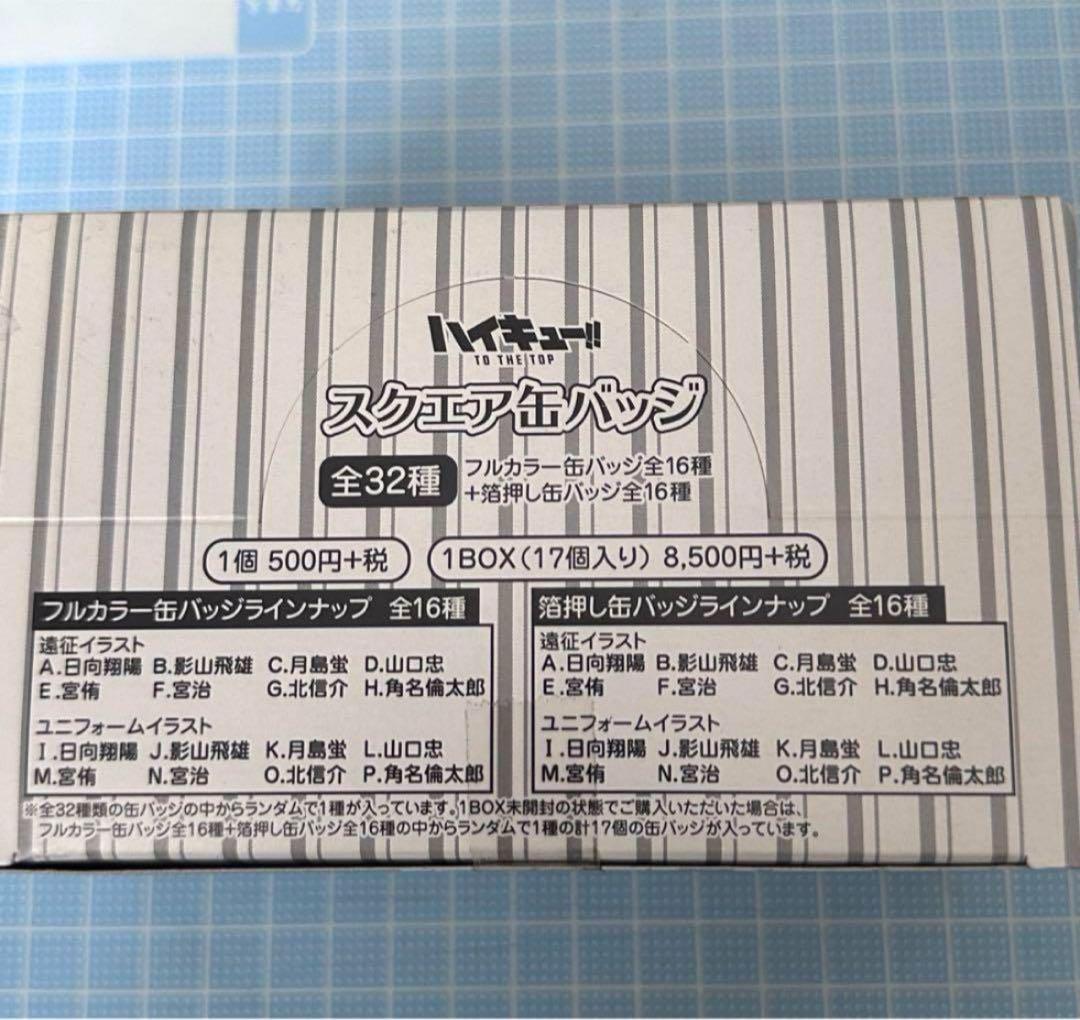 ハイキュー!!
TO THE TOP
スクエア缶バッジ
全32種
フルカラー缶バッジ全16種
+箔押し缶バッジ全16種
1個 500円+税
1BOX(17個入り) 8,500円+税
フルカラー缶バッジラインナップ 全16種
遠征イラスト
A.日向翔陽 B.影山飛雄 C.月島蛍 D.山口忠
E.宮侑 F.宮治 G.北信介 H.角名倫太郎
ユニフォームイラスト
I.日向翔陽 J.影山飛雄 K.月島蛍 L.山口忠
M.宮侑 N.宮治 O.北信介 P.角名倫太郎
箔押し缶バッジラインナップ 全16種
遠征イラスト
A.日向翔陽 B.影山飛雄 C.月島蛍 D.山口忠
E.宮侑 F.宮治 G.北信介 H.角名倫太郎
ユニフォームイラスト
I.日向翔陽 J.影山飛雄 K.月島蛍 L.山口忠
M.宮侑 N.宮治 O.北信介 P.角名倫太郎
※全32種類の缶バッジの中からランダムで1種が入っています。1BOX未開封の状態でご購入いただいた場合は、
フルカラー缶バッジ全16種+箔押し缶バッジ全16種の中からランダムで1種の計17個の缶バッジが入っています。